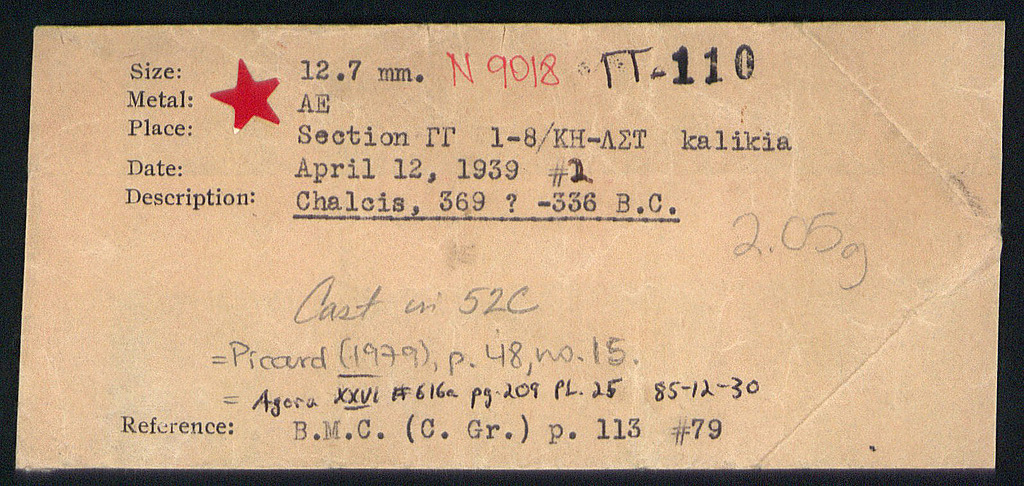 Size: 12.7 mm. N 9018 ΓΓ-110
Metal: AE
Place: Section ΓΓ 1-8/ΚΗ-ΛΣΤ kalikia
Date: April 12, 1939 #1
Description: Chalcis, 369 ? -336 B.C.
2.05g
Cast in 52C
=Picard (1979), p. 48, no. 15.
= Agora XXVI #616a pg. 209 PL. 25 85-12-30
Reference: B.M.C. (C. Gr.) p. 113 #79